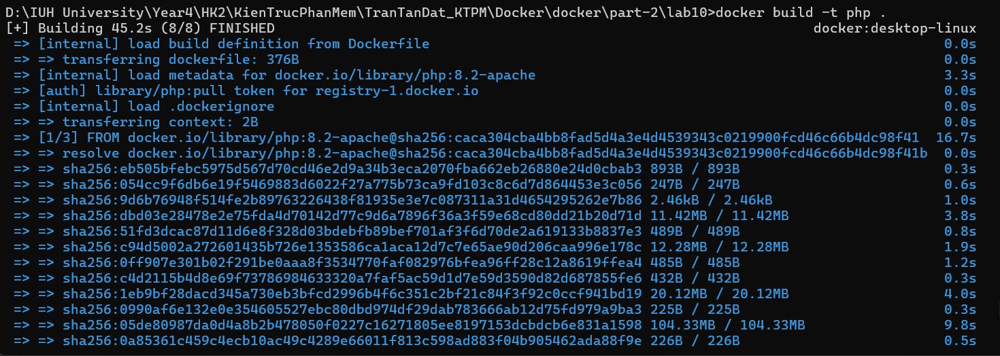 D:\IUH University\Year4\HK2\KienTrucPhanMem\TranTanDat_KTPM\Docker\docker\part-2\lab10>docker build -t php .
[+] Building 45.2s (8/8) FINISHED docker:desktop-linux
=> [internal] load build definition from Dockerfile 0.0s
=> => transferring dockerfile: 376B 0.0s
=> [internal] load metadata for docker.io/library/php:8.2-apache 3.3s
=> [auth] library/php:pull token for registry-1.docker.io 0.0s
=> [internal] load .dockerignore 0.0s
=> => transferring context: 2B 0.0s
=> [1/3] FROM docker.io/library/php:8.2-apache@sha256:caca304cba4bb8fad5d4a3e4d4539343c0219900fcd46c66b4dc98f41 16.7s
=> => resolve docker.io/library/php:8.2-apache@sha256:caca304cba4bb8fad5d4a3e4d4539343c0219900fcd46c66b4dc98f41b 0.0s
=> => sha256:eb505bfebc5975d567d70cd46e2d9a34b3eca2070fba662eb26880e24d0cbab3 893B / 893B 0.3s
=> => sha256:054cc9f6db6e19f5469883d6022f27a775b73ca9fd103c8c6d7d864453e3c056 247B / 247B 0.6s
=> => sha256:9d6b76948f514fe2b89763226438f81935e3e7c087311a31d4654295262e7b86 2.46kB / 2.46kB 1.0s
=> => sha256:dbd03e28478e2e75fda4d70142d77c9d6a7896f36a3f59e68cd80dd21b20d71d 11.42MB / 11.42MB 3.8s
=> => sha256:51fd3dcac87d11d6e8f328d03bdebfb89bef701af3f6d70de2a619133b8837e3 489B / 489B 0.8s
=> => sha256:c94d5002a272601435b726e1353586ca1aca12d7c7e65ae90d206caa996e178c 12.28MB / 12.28MB 1.9s
=> => sha256:0ff907e301b02f291be0aaa8f3534770faf082976bfea96ff28c12a8619ffea4 485B / 485B 1.2s
=> => sha256:c4d2115b4d8e69f73786984633320a7faf5ac59d1d7e59d3590d82d687855fe6 432B / 432B 0.3s
=> => sha256:1eb9bf28dacd345a730eb3bfcd2996b4f6c351c2bf21c84f3f92c0ccf941bd19 20.12MB / 20.12MB 4.0s
=> => sha256:0990af6e132e0e354605527ebc80dbd974df29dab783666ab12d75fd979a9ba3 225B / 225B 0.3s
=> => sha256:05de80987da0d4a8b2b478050f0227c16271805ee8197153dcbdcb6e831a1598 104.33MB / 104.33MB 9.8s
=> => sha256:0a85361c459c4ecb10ac49c4289e66011f813c598ad883f04b905462ada88f9e 226B / 226B 0.5s